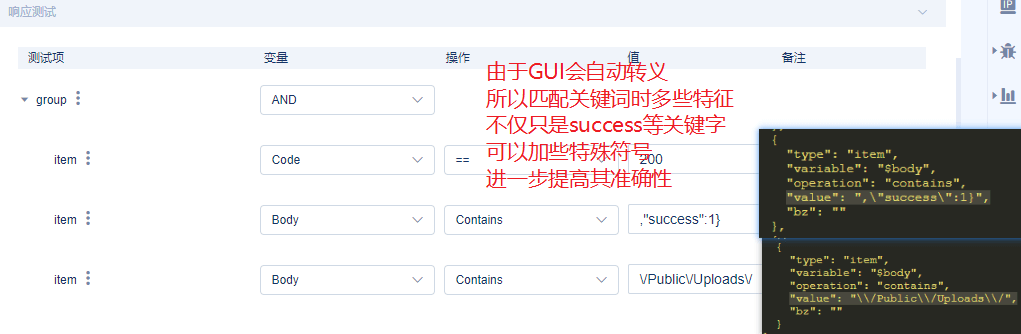 响应测试
IP
测试项 变量 操作 值 备注
由于GUI会自动转义
所以匹配关键词时多些特征
不仅只是success等关键字
可以加些特殊符号
进一步提高其准确性
group AND
item Code == 200
item Body Contains ,"success":1}
item Body Contains \/Public\/Uploads\/
{
"type": "item",
"variable": "$body",
"operation": "contains",
"value": ",\"success\":1}",
"bz": ""
},
{
"type": "item",
"variable": "$body",
"operation": "contains",
"value": "\\/Public\\/Uploads\\/",
"bz": ""
}